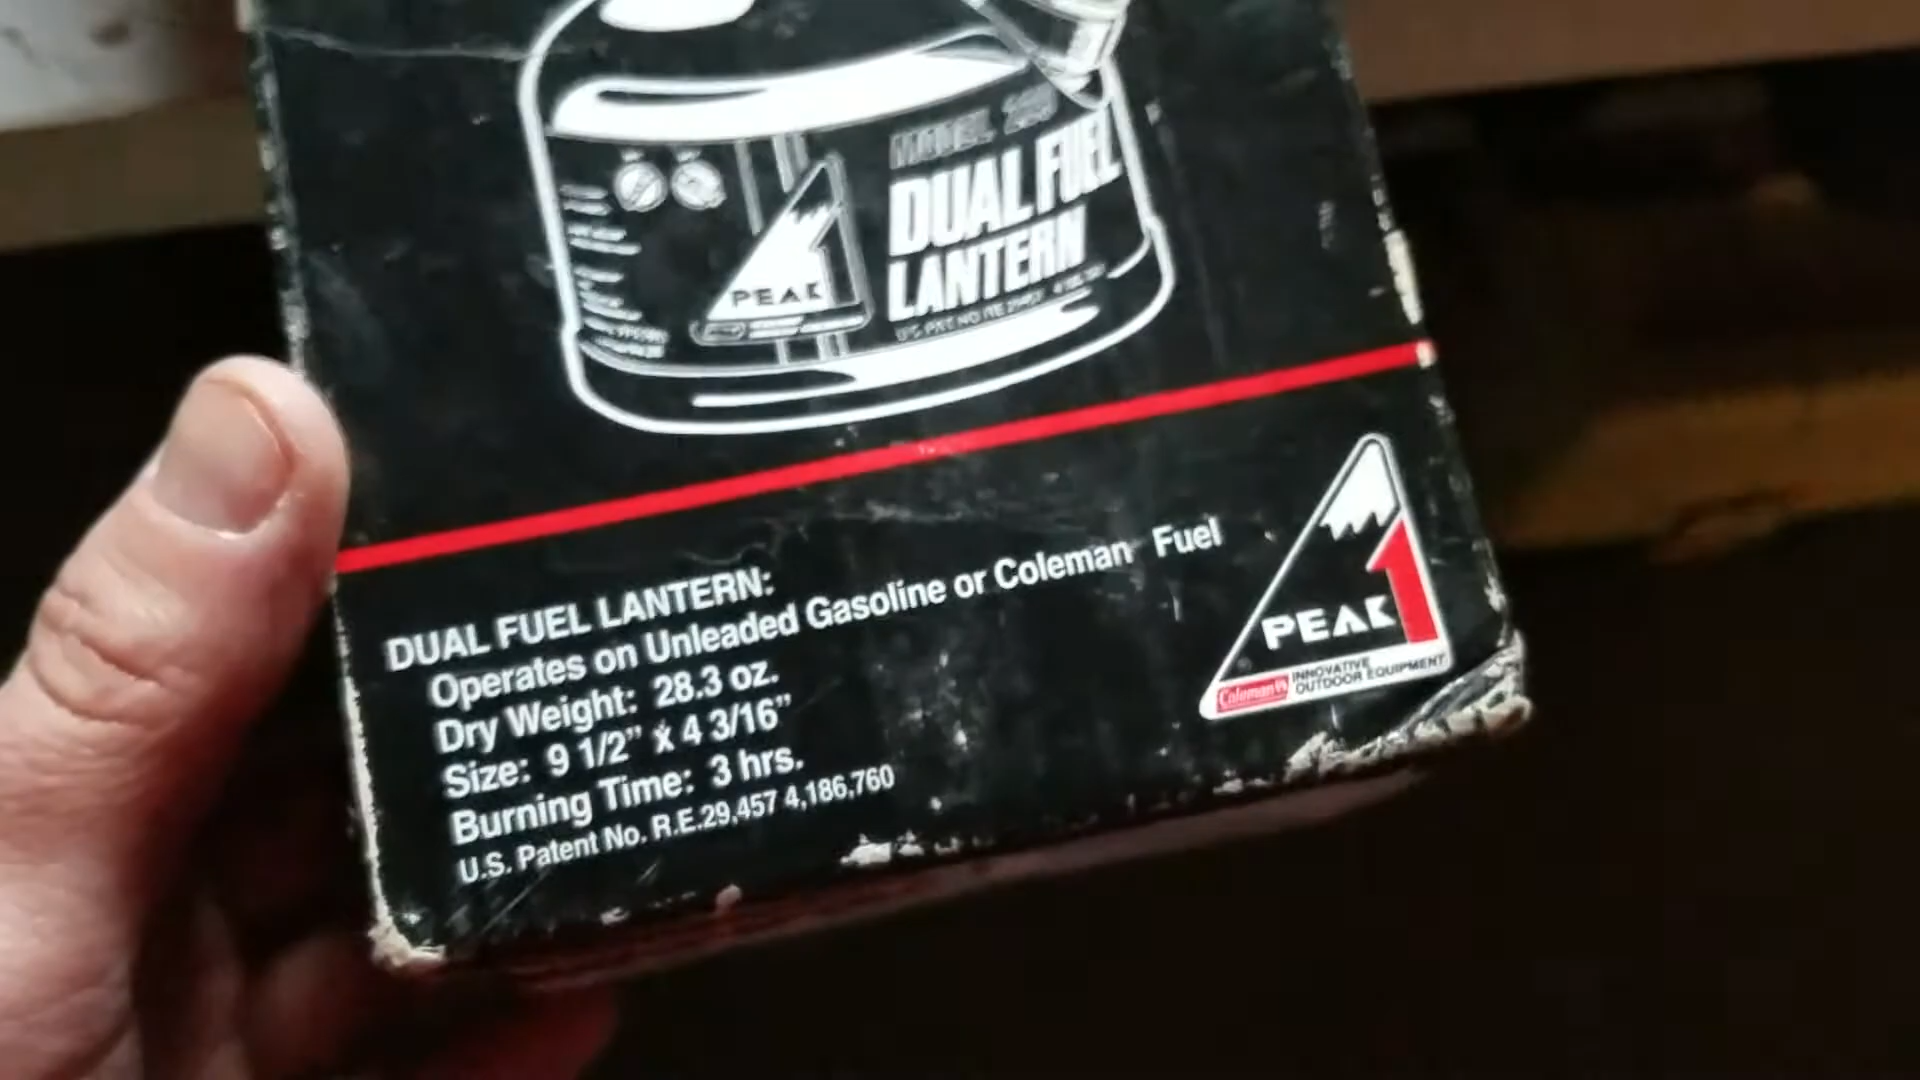 MODEL
DUAL FUEL
LANTERN
PEAK 1
DUAL FUEL LANTERN:
Operates on Unleaded Gasoline or Coleman Fuel
Dry Weight: 28.3 oz.
Size: 9 1/2” x 4 3/16”
Burning Time: 3 hrs.
U.S. Patent No. R.E.29,457 4,186,760
PEAK 1
Coleman
INNOVATIVE
OUTDOOR EQUIPMENT